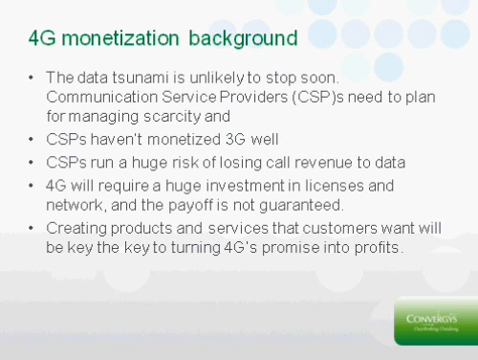 4G monetization background
• The data tsunami is unlikely to stop soon.
Communication Service Providers (CSP)s need to plan
for managing scarcity and
• CSPs haven't monetized 3G well
• CSPs run a huge risk of losing call revenue to data
• 4G will require a huge investment in licenses and
network, and the payoff is not guaranteed.
• Creating products and services that customers want will
be key the key to turning 4G's promise into profits.
CONVERGYS
Outthinking Outdoing